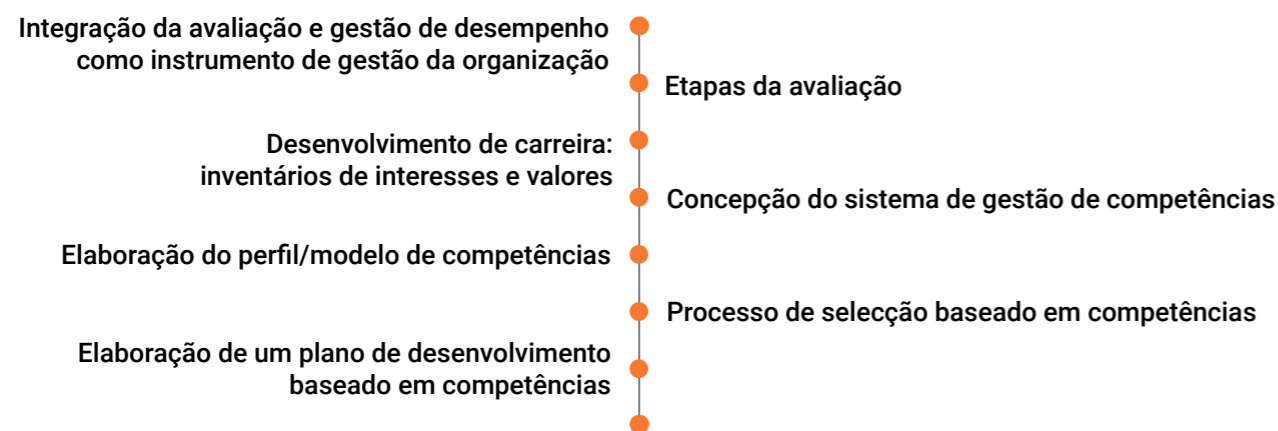 Integração da avaliação e gestão de desempenho
como instrumento de gestão da organização
Etapas da avaliação
Desenvolvimento de carreira:
inventários de interesses e valores
Concepção do sistema de gestão de competências
Elaboração do perfil/modelo de competências
Processo de selecção baseado em competências
Elaboração de um plano de desenvolvimento
baseado em competências